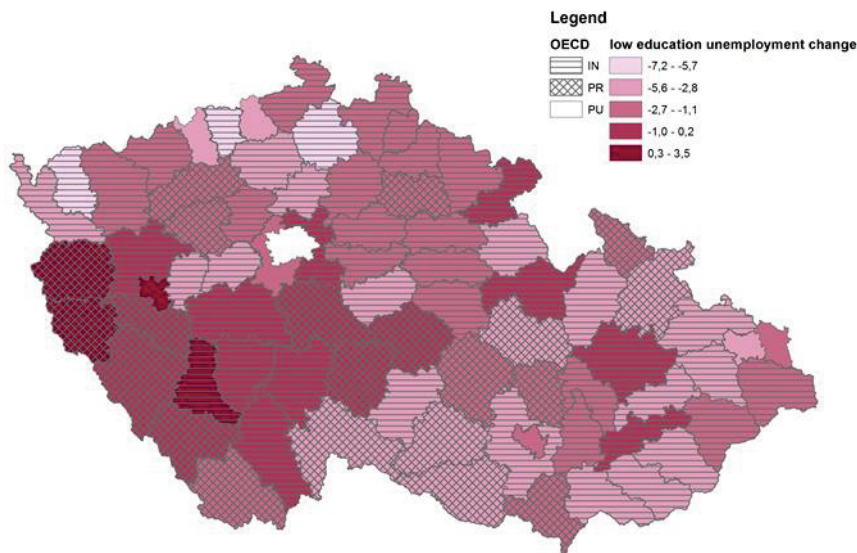 Legend
OECD low education unemployment change
IN -7,2 - -5,7
PR -5,6 - -2,8
PU -2,7 - -1,1
-1,0 - 0,2
0,3 - 3,5